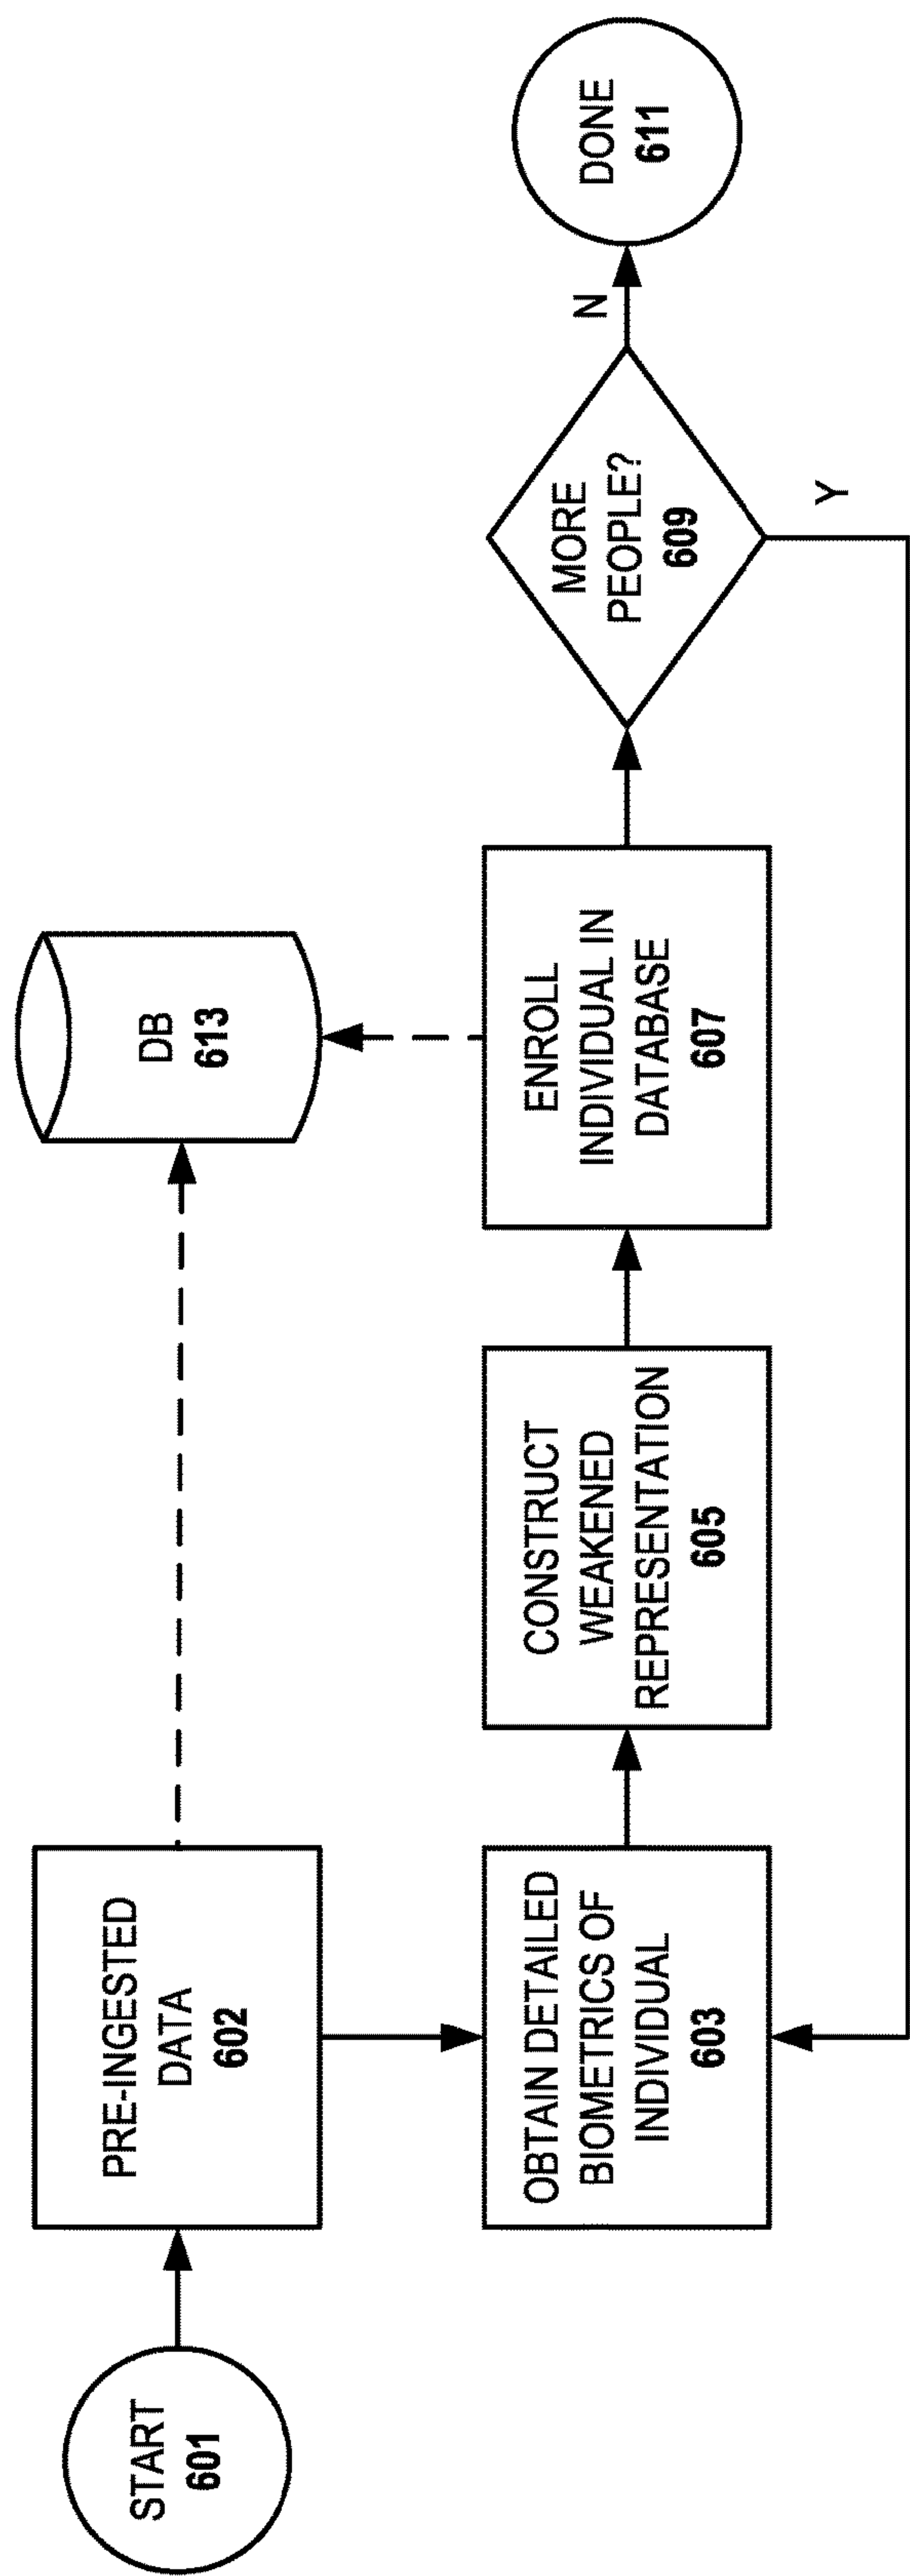 START
601
PRE-INGESTED
DATA
602
DB
613
OBTAIN DETAILED
BIOMETRICS OF
INDIVIDUAL
603
CONSTRUCT
WEAKENED
REPRESENTATION
605
ENROLL
INDIVIDUAL IN
DATABASE
607
MORE
PEOPLE?
609
N
DONE
611
Y